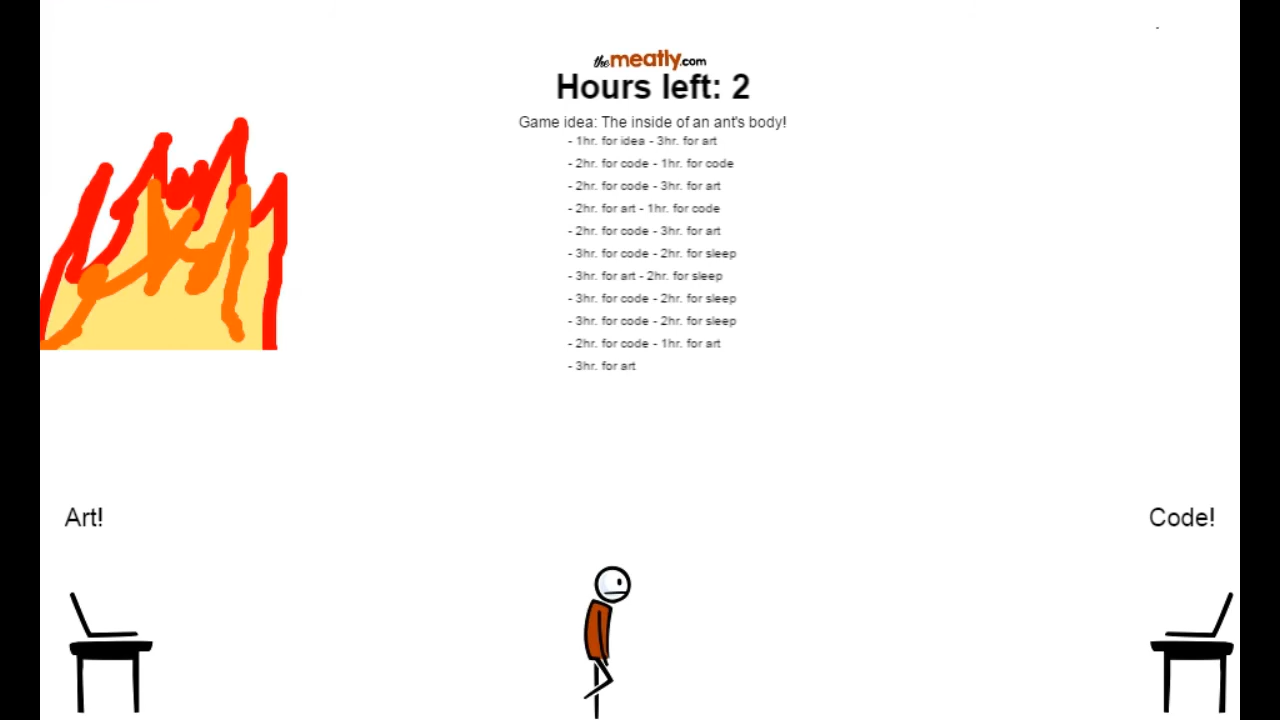 themeatly.com
Hours left: 2
Game idea: The inside of an ant's body!
- 1hr. for idea - 3hr. for art
- 2hr. for code - 1hr. for code
- 2hr. for code - 3hr. for art
- 2hr. for art - 1hr. for code
- 2hr. for code - 3hr. for art
- 3hr. for code - 2hr. for sleep
- 3hr. for art - 2hr. for sleep
- 3hr. for code - 2hr. for sleep
- 3hr. for code - 2hr. for sleep
- 2hr. for code - 1hr. for art
- 3hr. for art
Art!
Code!